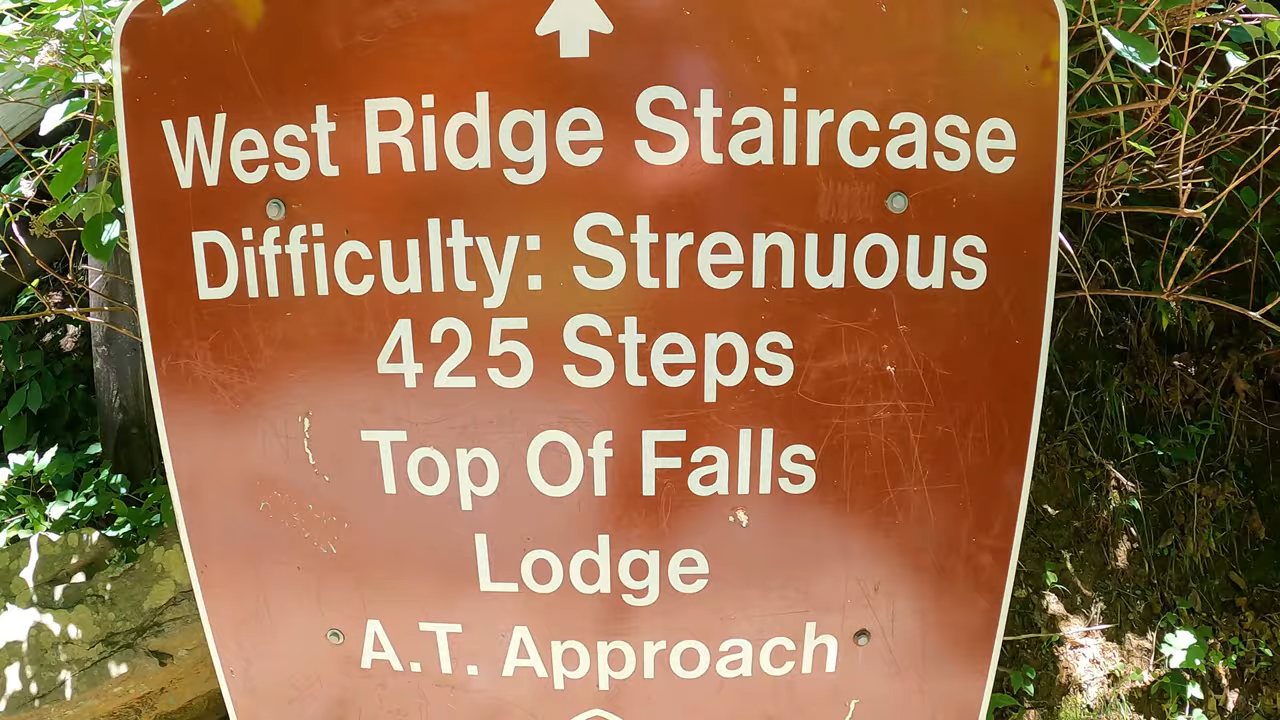 West Ridge Staircase
Difficulty: Strenuous
425 Steps
Top Of Falls
Lodge
A.T. Approach